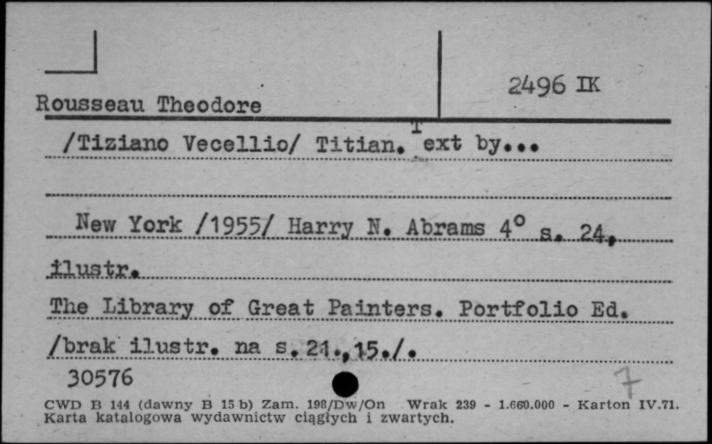 2496 IK
Rousseau Theodore
/Tiziano Vecellio/ Titian. Text by...
New York /1955/ Harry N. Abrams 4° s. 24,
ilustr.
The Library of Great Painters. Portfolio Ed.
/brak ilustr. na s. 21., 15./.
30576
7
CWD B 144 (dawny B 15 b) Zam. 198/Dw/On Wrak 239 - 1.660.000 - Karton IV.71.
Karta katalogowa wydawnictw ciągłych i zwartych.